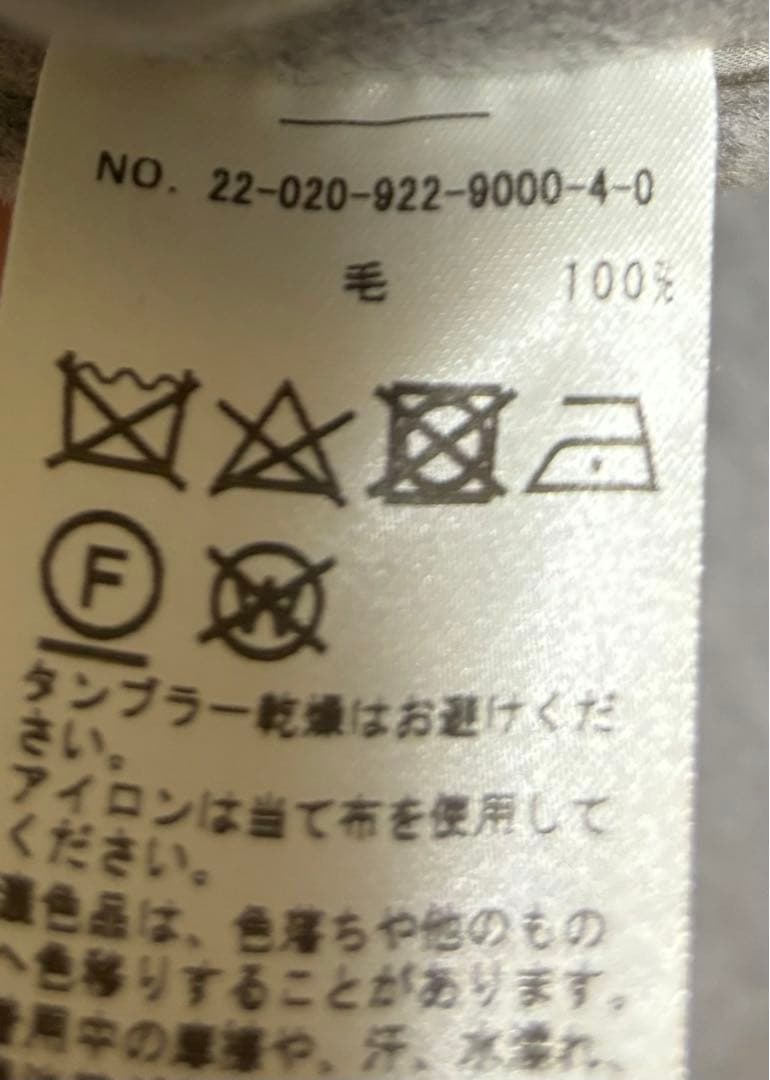 NO. 22-020-922-9000-4-0
毛 100%
F
W
タンブラー乾燥はお避けくだ
さい。
アイロンは当て布を使用して
ください。
濃色品は、色落ちや他のもの
へ色移りすることがあります。
着用中の摩擦や、汗、水濡れ、